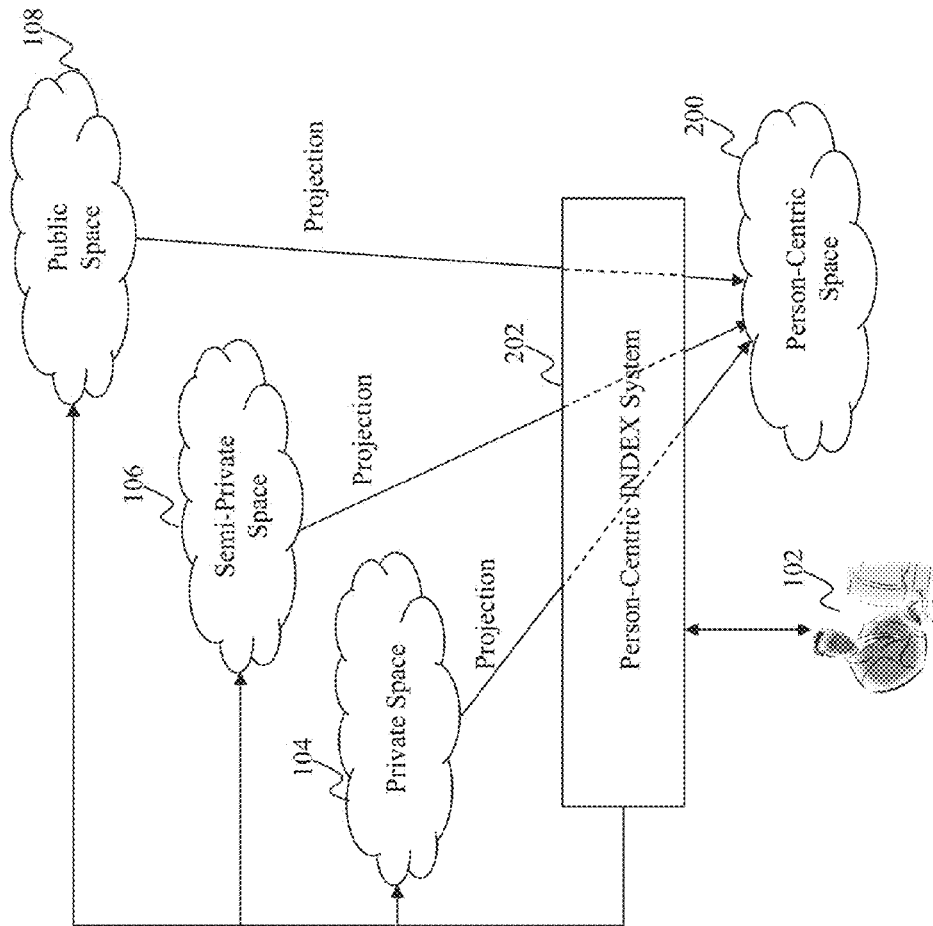 108
Public
Space
Projection
106
Semi-Private
Space
Projection
104
Private Space
Projection
202
Person-Centric INDEX System
200
Person-Centric
Space
102